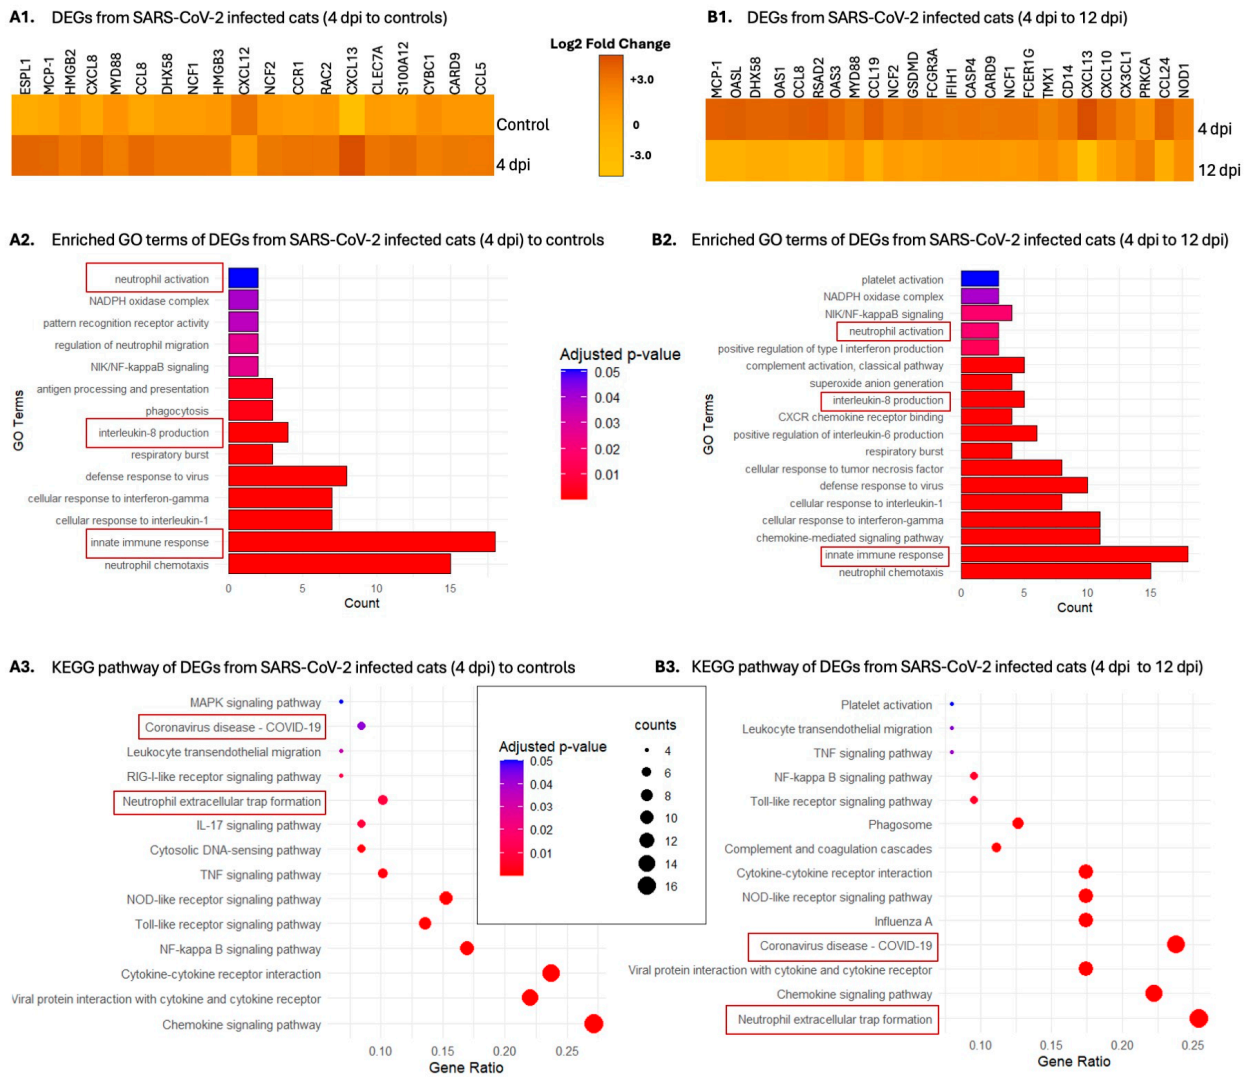 A1. DEGs from SARS-CoV-2 infected cats (4 dpi to controls)
ESPL1 MCP-1 HMGB2 CXCL8 MYD88 CCL8 DHX58 NCF1 HMGB3 CXCL12 NCF2 CCR1 RAC2 CXCL13 CLEC7A S100A12 CYBC1 CARD9 CCL5
Control
4 dpi
Log2 Fold Change
+3.0
0
-3.0
B1. DEGs from SARS-CoV-2 infected cats (4 dpi to 12 dpi)
MCP-1 OASL DHX58 OAS1 CCL8 RSAD2 OAS3 MYD88 CCL19 NCF2 GSDMD FCGR3A IFIH1 CASP4 CARD9 NCF1 FCER1G TMX1 CD14 CXCL13 CXCL10 CX3CL1 PRKCA CCL24 NOD1
4 dpi
12 dpi
A2. Enriched GO terms of DEGs from SARS-CoV-2 infected cats (4 dpi) to controls
GO Terms
neutrophil activation
NADPH oxidase complex
pattern recognition receptor activity
regulation of neutrophil migration
NIK/NF-kappaB signaling
antigen processing and presentation
phagocytosis
interleukin-8 production
respiratory burst
defense response to virus
cellular response to interferon-gamma
cellular response to interleukin-1
innate immune response
neutrophil chemotaxis
0 5 10 15
Count
Adjusted p-value
0.05
0.04
0.03
0.02
0.01
B2. Enriched GO terms of DEGs from SARS-CoV-2 infected cats (4 dpi to 12 dpi)
GO Terms
platelet activation
NADPH oxidase complex
NIK/NF-kappaB signaling
neutrophil activation
positive regulation of type I interferon production
complement activation, classical pathway
superoxide anion generation
interleukin-8 production
CXCR chemokine receptor binding
positive regulation of interleukin-6 production
respiratory burst
cellular response to tumor necrosis factor
defense response to virus
cellular response to interleukin-1
cellular response to interferon-gamma
chemokine-mediated signaling pathway
innate immune response
neutrophil chemotaxis
0 5 10 15
Count
A3. KEGG pathway of DEGs from SARS-CoV-2 infected cats (4 dpi) to controls
MAPK signaling pathway
Coronavirus disease - COVID-19
Leukocyte transendothelial migration
RIG-I-like receptor signaling pathway
Neutrophil extracellular trap formation
IL-17 signaling pathway
Cytosolic DNA-sensing pathway
TNF signaling pathway
NOD-like receptor signaling pathway
Toll-like receptor signaling pathway
NF-kappa B signaling pathway
Cytokine-cytokine receptor interaction
Viral protein interaction with cytokine and cytokine receptor
Chemokine signaling pathway
0.10 0.15 0.20 0.25
Gene Ratio
Adjusted p-value
0.05
0.04
0.03
0.02
0.01
counts
4
6
8
10
12
14
16
B3. KEGG pathway of DEGs from SARS-CoV-2 infected cats (4 dpi to 12 dpi)
Platelet activation
Leukocyte transendothelial migration
TNF signaling pathway
NF-kappa B signaling pathway
Toll-like receptor signaling pathway
Phagosome
Complement and coagulation cascades
Cytokine-cytokine receptor interaction
NOD-like receptor signaling pathway
Influenza A
Coronavirus disease - COVID-19
Viral protein interaction with cytokine and cytokine receptor
Chemokine signaling pathway
Neutrophil extracellular trap formation
0.10 0.15 0.20 0.25
Gene Ratio